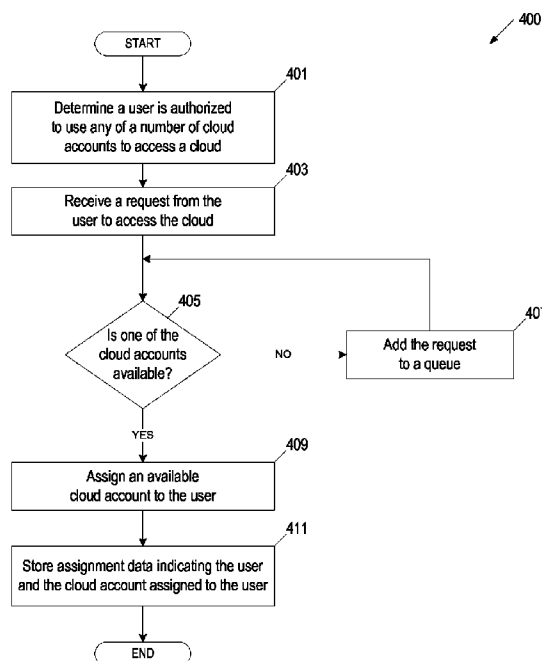 400
START
401
Determine a user is authorized
to use any of a number of cloud
accounts to access a cloud
403
Receive a request from the
user to access the cloud
405
Is one of the
cloud accounts
available?
NO
Add the request
to a queue
YES
409
Assign an available
cloud account to the user
411
Store assignment data indicating the user
and the cloud account assigned to the user
END